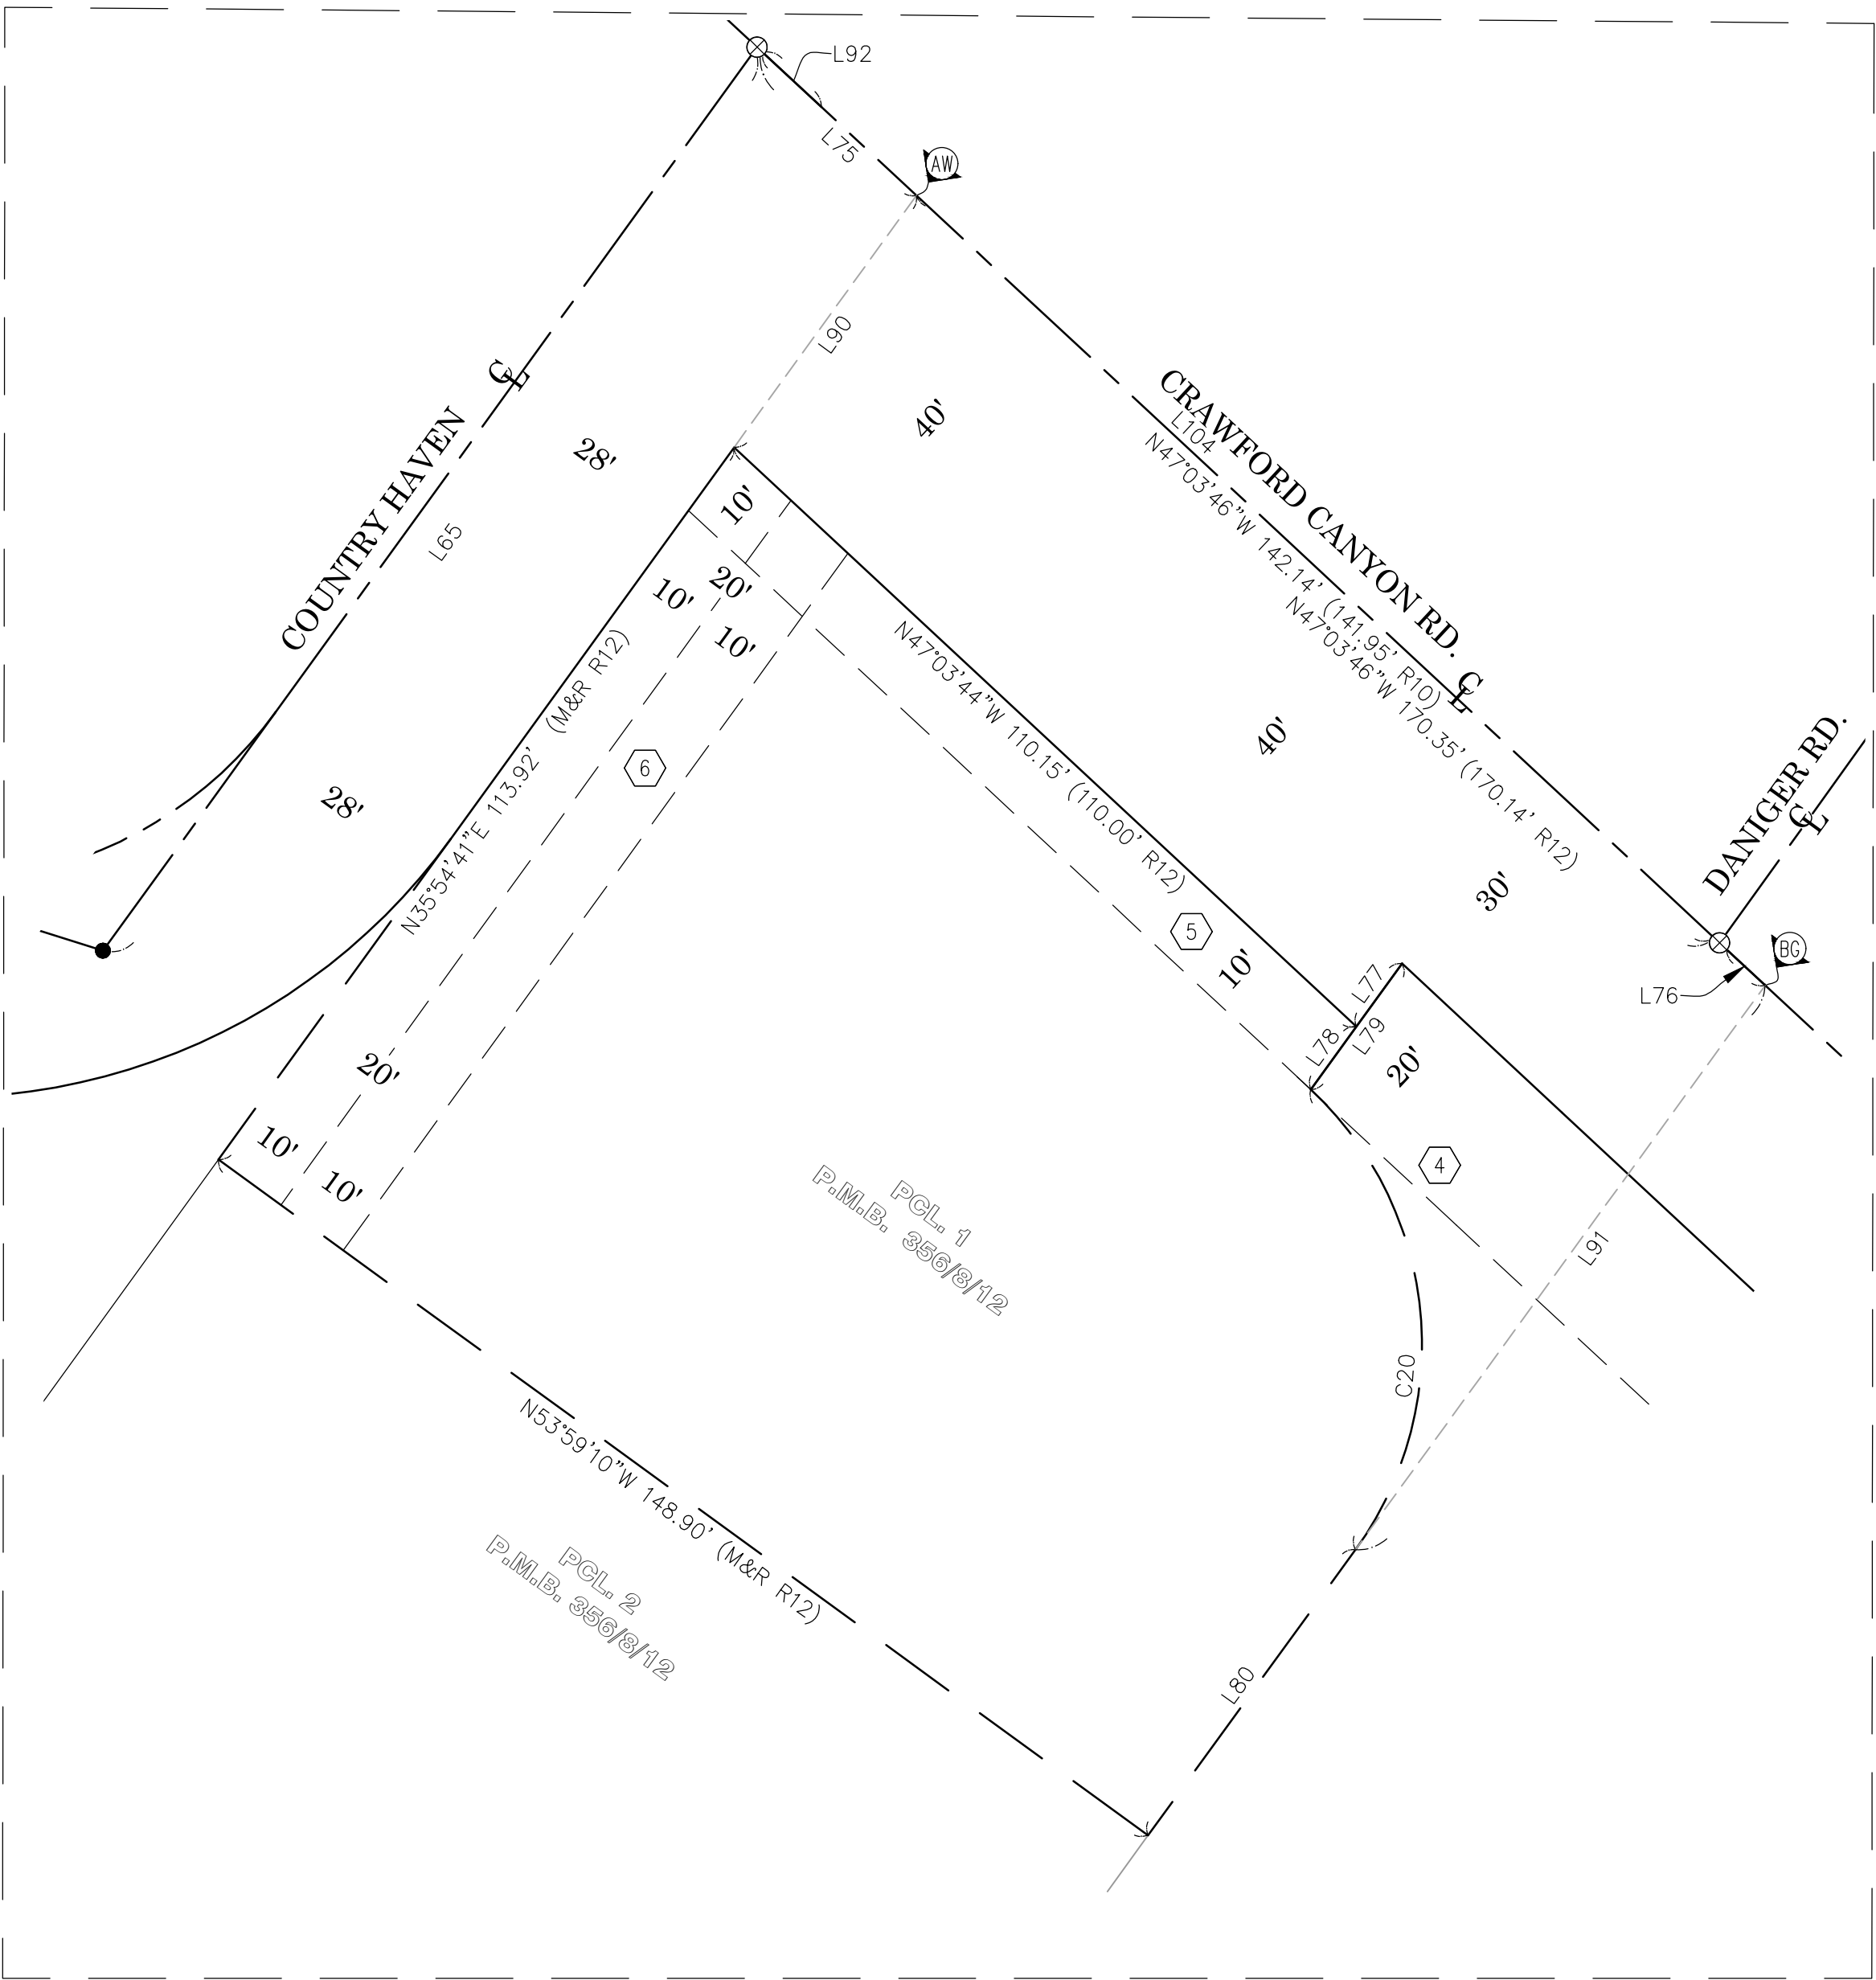 L92
L75
AW
L90
℄
40'
CRAWFORD CANYON RD. ℄
L104
N47°03'46"W 142.14' (141.95' R10)
N47°03'46"W 170.35' (170.14' R12)
COUNTRY HAVEN
28'
L65
10'
20'
10'
10'
N35°54'41"E 113.92' (M&R R12)
6
N47°03'44"W 110.15' (110.00' R12)
40'
28'
DANIGER RD.
℄
30'
5
10'
BG
L76
L77
L78
L79
20'
20'
10'
10'
4
PCL. 1
P.M.B. 356/8/12
L91
C20
N53°59'10"W 148.90' (M&R R12)
PCL. 2
P.M.B. 356/8/12
L80